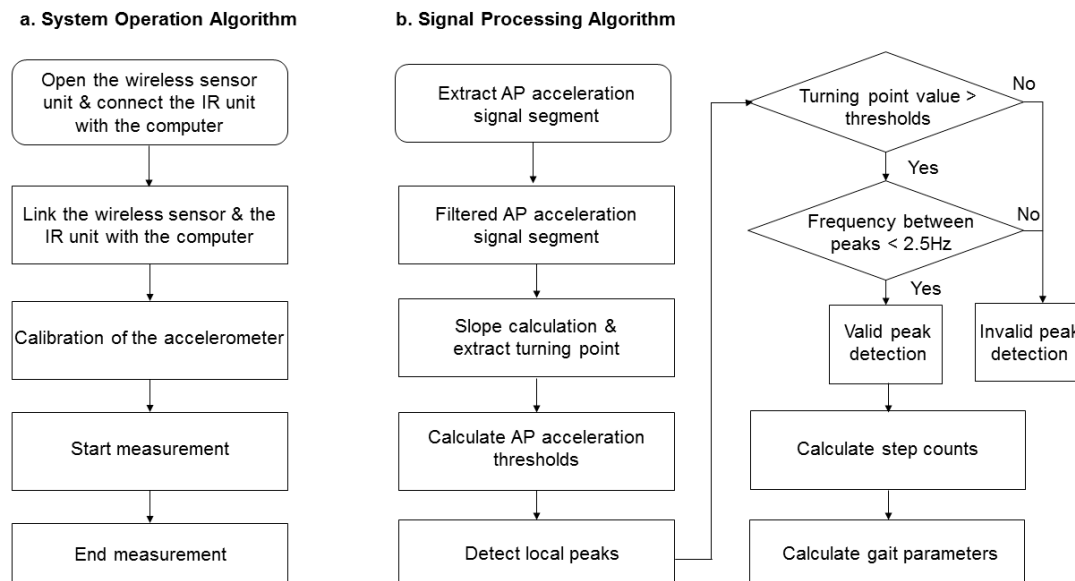 a. System Operation Algorithm
Open the wireless sensor
unit & connect the IR unit
with the computer
Link the wireless sensor & the
IR unit with the computer
Calibration of the accelerometer
Start measurement
End measurement
b. Signal Processing Algorithm
Extract AP acceleration
signal segment
Filtered AP acceleration
signal segment
Slope calculation &
extract turning point
Calculate AP acceleration
thresholds
Detect local peaks
Turning point value >
thresholds
No
Yes
Frequency between
peaks < 2.5Hz
No
Yes
Valid peak
detection
Invalid peak
detection
Calculate step counts
Calculate gait parameters